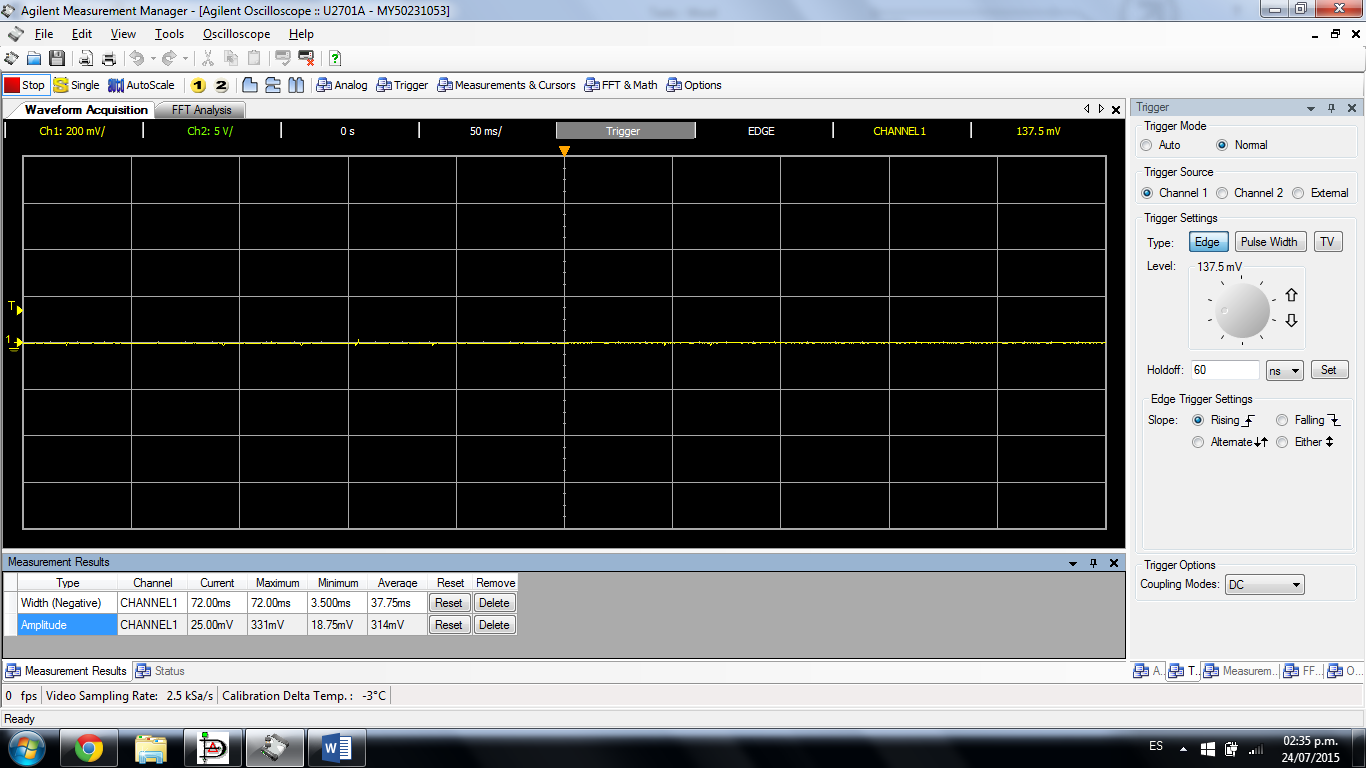 Agilent Measurement Manager - [Agilent Oscilloscope :: U2701A - MY50231053]
File Edit View Tools Oscilloscope Help
Stop Single AutoScale 1 2 Analog Trigger Measurements & Cursors FFT & Math Options
Waveform Acquisition FFT Analysis
Ch1: 200 mV/ Ch2: 5 V/ 0 s 50 ms/ Trigger EDGE CHANNEL1 137.5 mV
T
1
Trigger
Trigger Mode
Auto Normal
Trigger Source
Channel 1 Channel 2 External
Trigger Settings
Type: Edge Pulse Width TV
Level: 137.5 mV
Holdoff: 60 ns Set
Edge Trigger Settings
Slope: Rising Falling
Alternate Either
Trigger Options
Coupling Modes: DC
A.. T.. Measurem... FF... O...
Measurement Results
Type Channel Current Maximum Minimum Average Reset Remove
Width (Negative) CHANNEL1 72.00ms 72.00ms 3.500ms 37.75ms Reset Delete
Amplitude CHANNEL1 25.00mV 331mV 18.75mV 314mV Reset Delete
Measurement Results Status
0 fps Video Sampling Rate: 2.5 kSa/s Calibration Delta Temp. : -3°C
Ready
ES 02:35 p.m.
24/07/2015